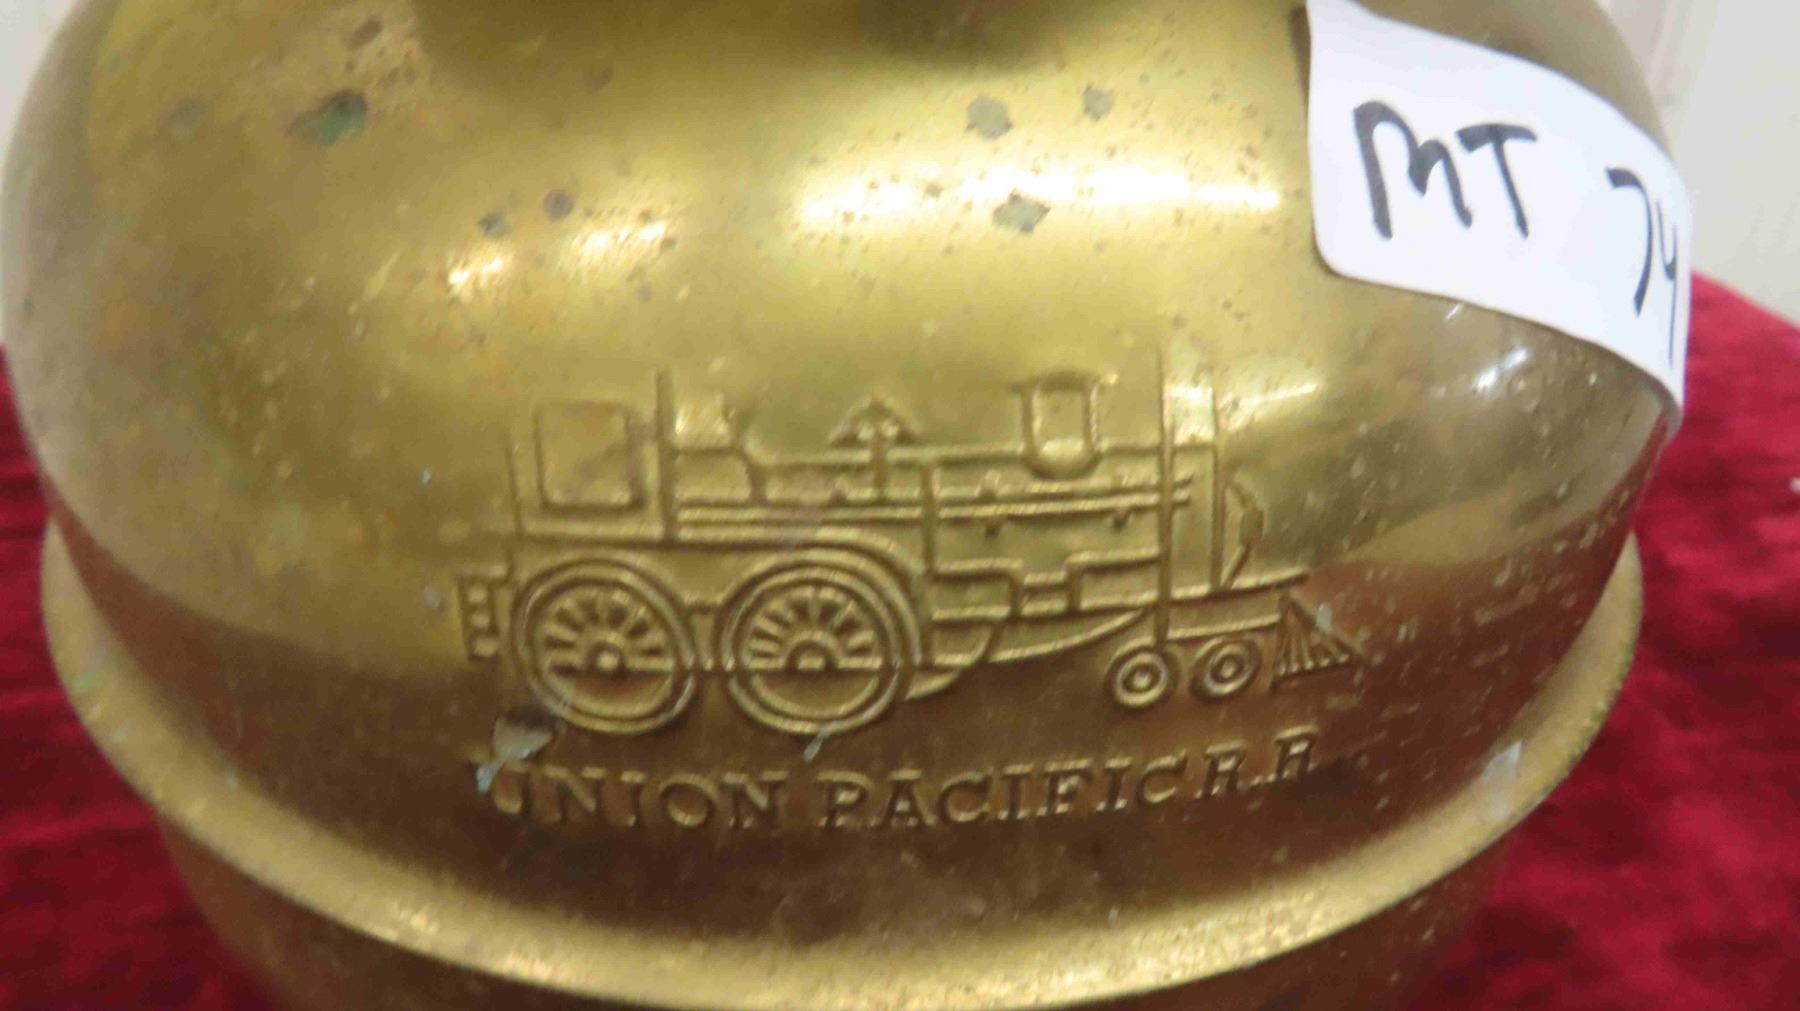 MT 74
UNION PACIFIC R.R.